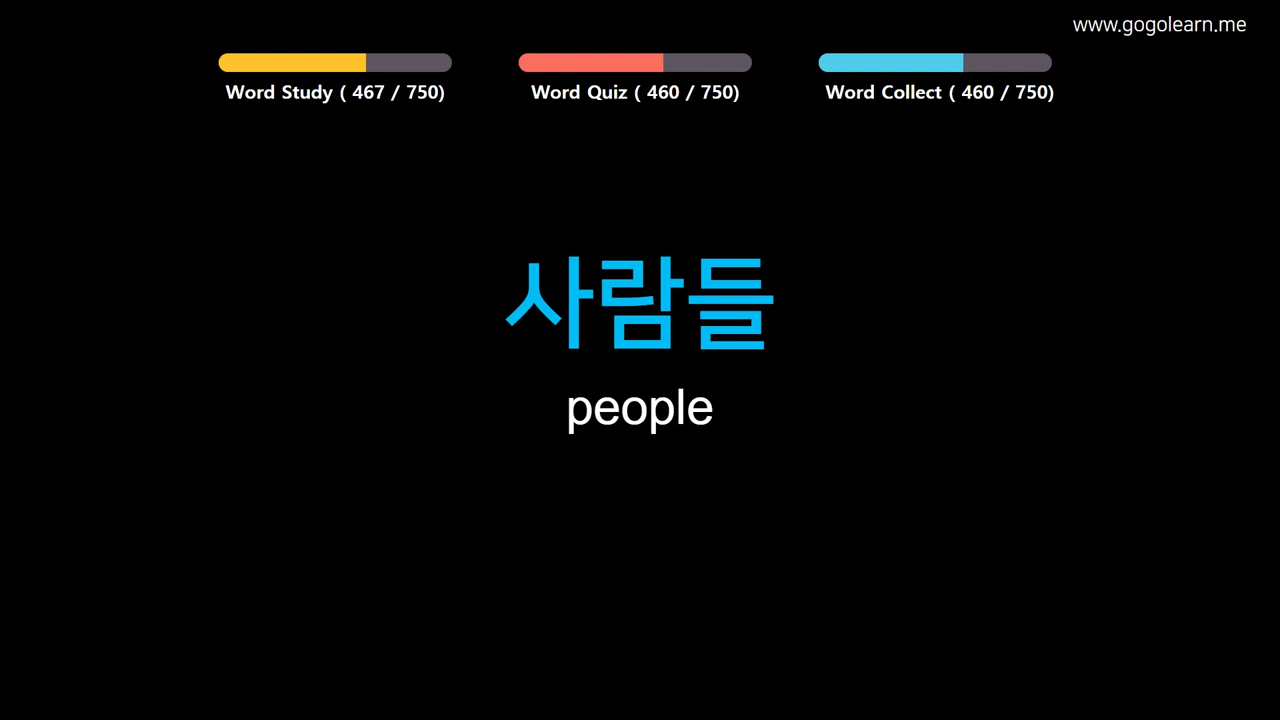 www.gogolearn.me
Word Study ( 467 / 750)
Word Quiz ( 460 / 750)
Word Collect ( 460 / 750)
사람들
people